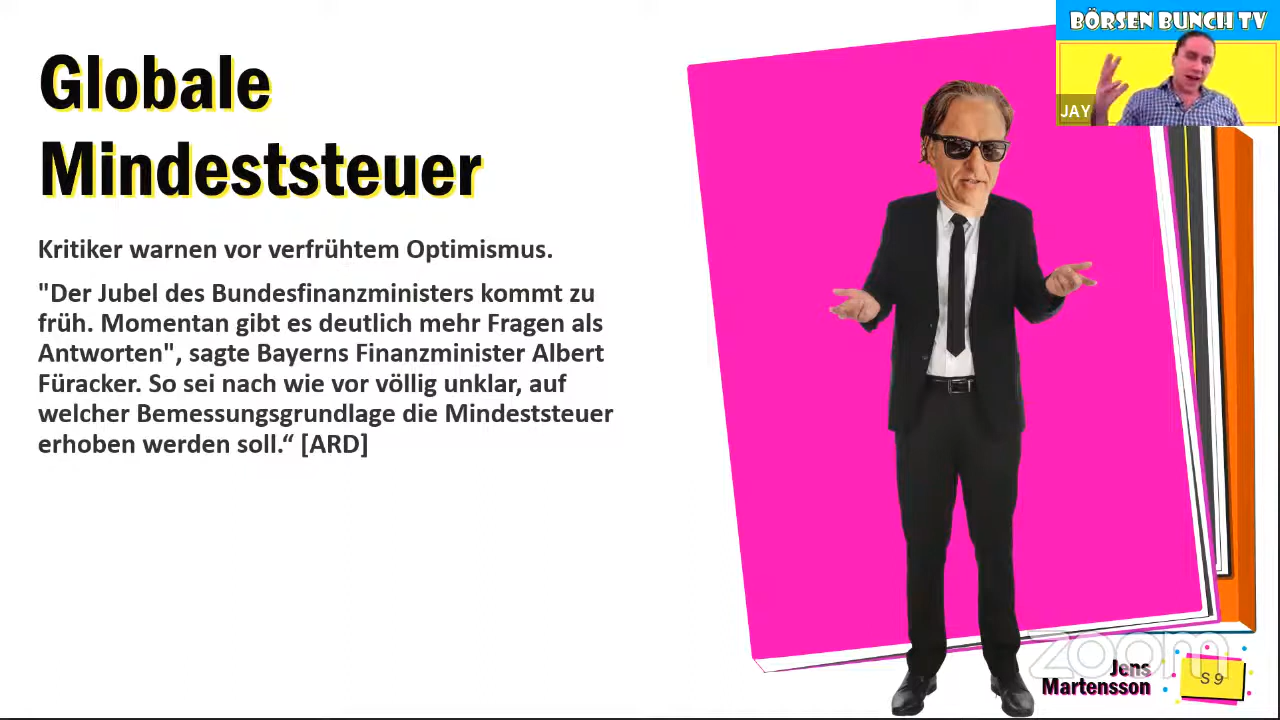 BÖRSEN BUNCH TV
JAY
Globale
Mindeststeuer
Kritiker warnen vor verfrühtem Optimismus.
"Der Jubel des Bundesfinanzministers kommt zu
früh. Momentan gibt es deutlich mehr Fragen als
Antworten", sagte Bayerns Finanzminister Albert
Füracker. So sei nach wie vor völlig unklar, auf
welcher Bemessungsgrundlage die Mindeststeuer
erhoben werden soll.“ [ARD]
zoom
Jens
Martensson
S 9